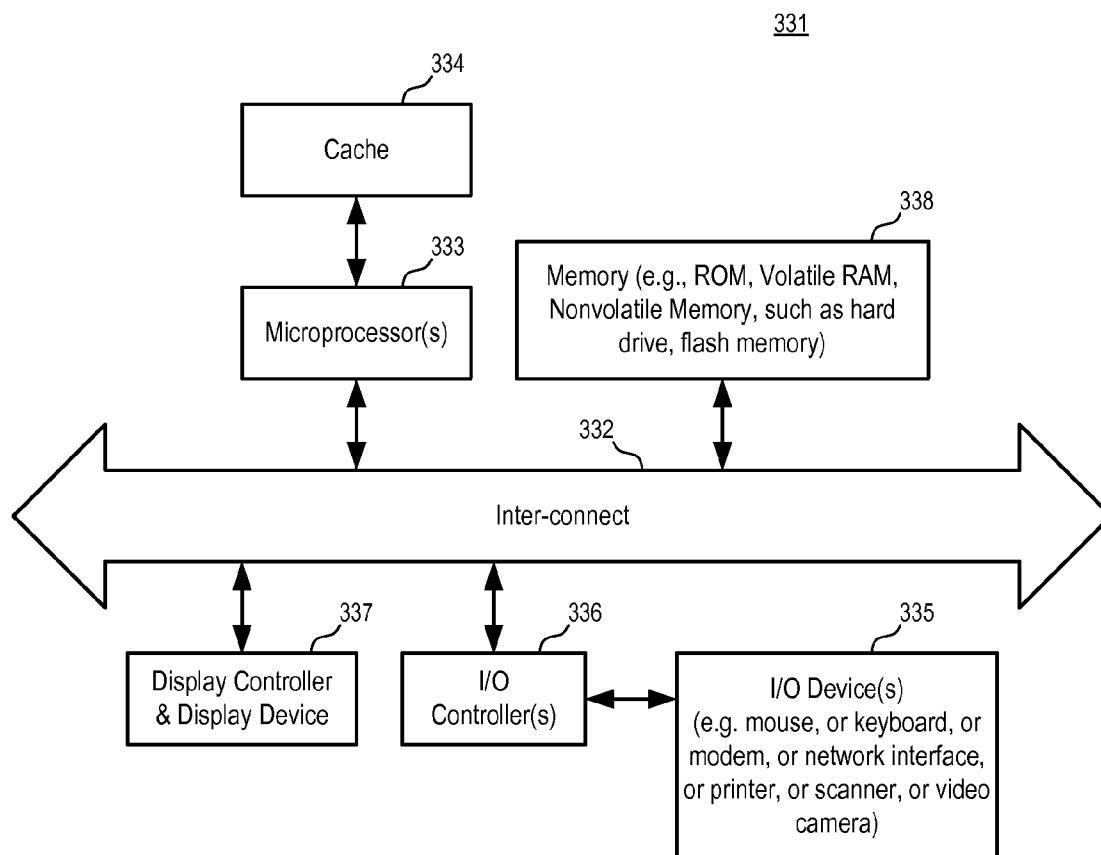 331
334
Cache
333
Microprocessor(s)
338
Memory (e.g., ROM, Volatile RAM,
Nonvolatile Memory, such as hard
drive, flash memory)
332
Inter-connect
337
Display Controller
& Display Device
336
I/O
Controller(s)
335
I/O Device(s)
(e.g. mouse, or keyboard, or
modem, or network interface,
or printer, or scanner, or video
camera)